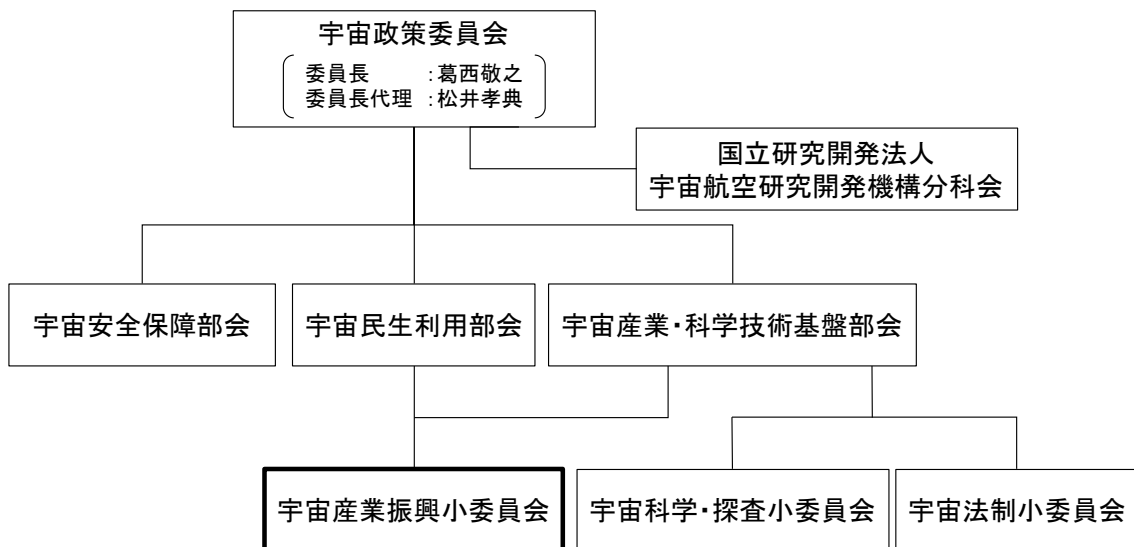 宇宙政策委員会
委員長　　　：葛西敬之
委員長代理　：松井孝典
国立研究開発法人
宇宙航空研究開発機構分科会
宇宙安全保障部会
宇宙民生利用部会
宇宙産業・科学技術基盤部会
宇宙産業振興小委員会
宇宙科学・探査小委員会
宇宙法制小委員会